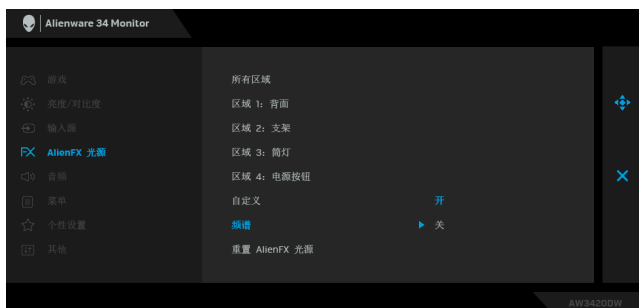 Alienware 34 Monitor
游戏
亮度/对比度
输入源
FX AlienFX 光源
音频
菜单
个性设置
其他
所有区域
区域 1: 背面
区域 2: 支架
区域 3: 筒灯
区域 4: 电源按钮
自定义 开
频谱 关
重置 AlienFX 光源
AW3420DW